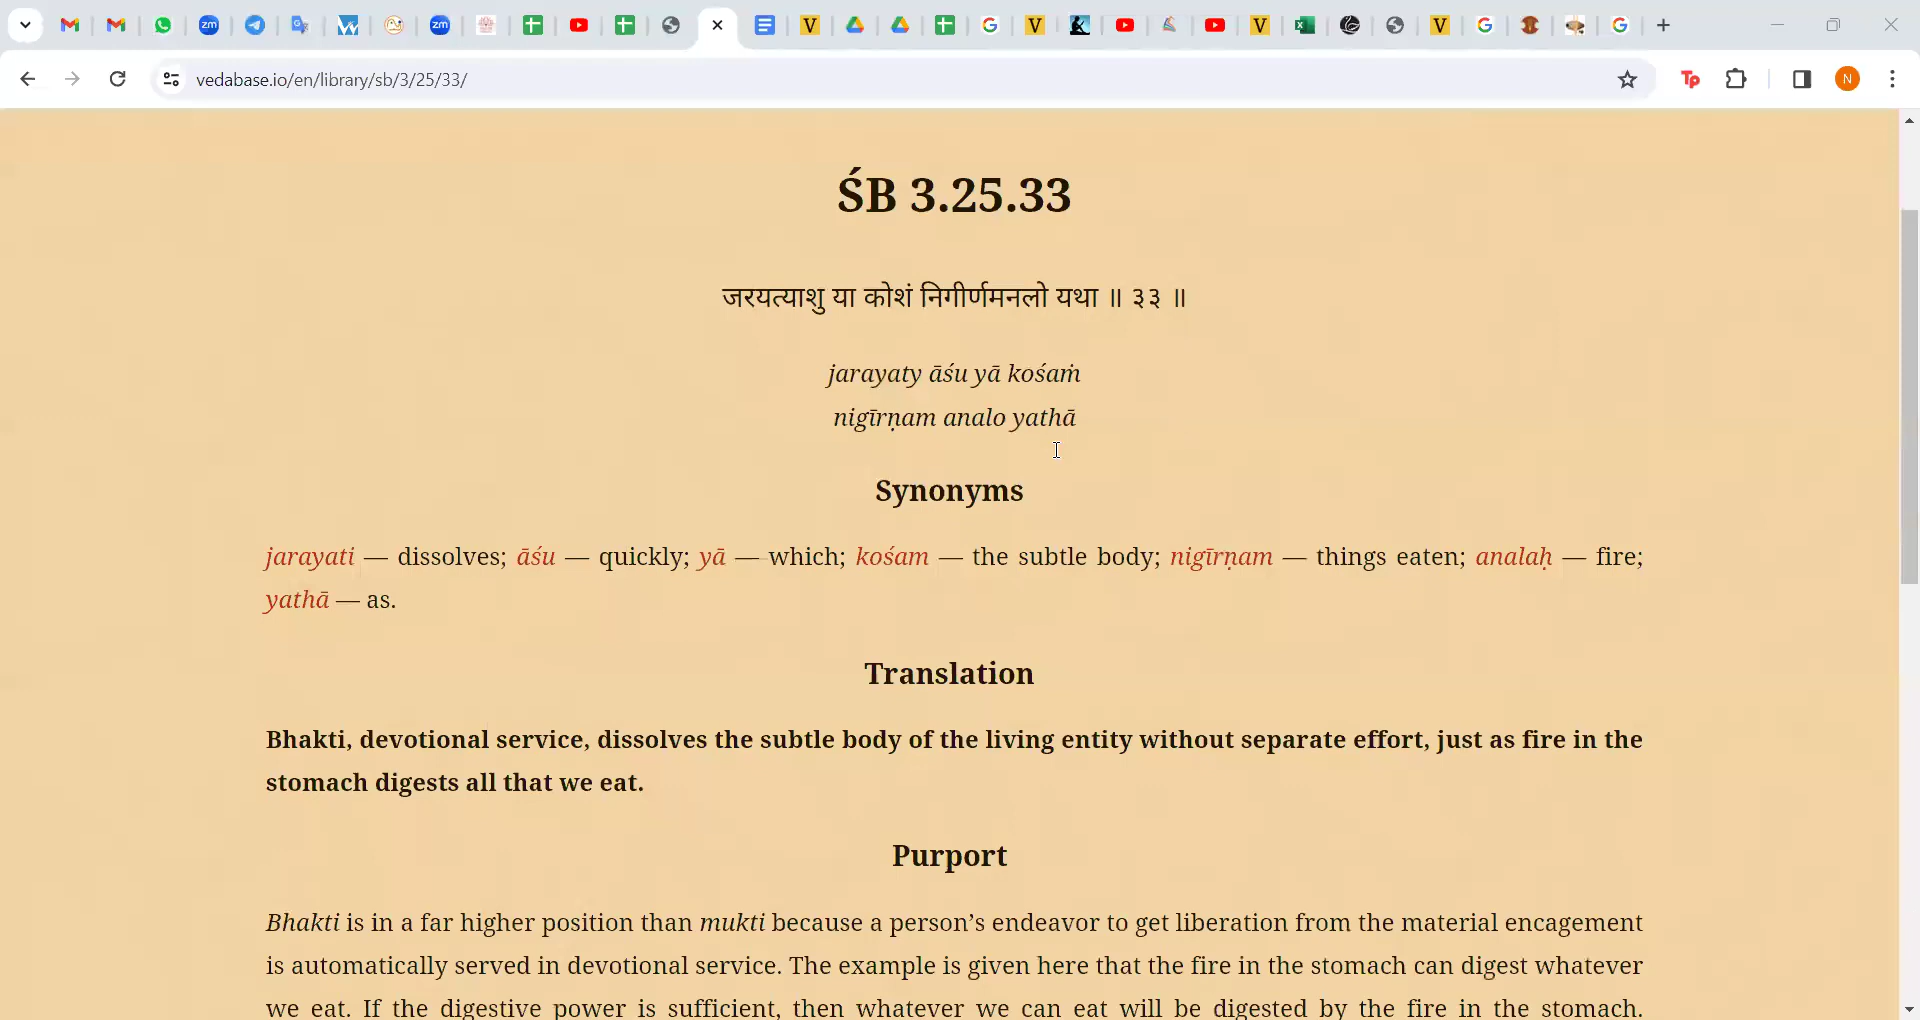 vedabase.io/en/library/sb/3/25/33/
ŚB 3.25.33
जरयत्याशु या कोशं निगीर्णमनलो यथा ॥ ३३ ॥
jarayaty āśu yā kośaṁ
nigīrṇam analo yathā
Synonyms
jarayati — dissolves; āśu — quickly; yā — which; kośam — the subtle body; nigīrṇam — things eaten; analaḥ — fire;
yathā — as.
Translation
Bhakti, devotional service, dissolves the subtle body of the living entity without separate effort, just as fire in the
stomach digests all that we eat.
Purport
Bhakti is in a far higher position than mukti because a person’s endeavor to get liberation from the material encagement
is automatically served in devotional service. The example is given here that the fire in the stomach can digest whatever
we eat. If the digestive power is sufficient, then whatever we can eat will be digested by the fire in the stomach.